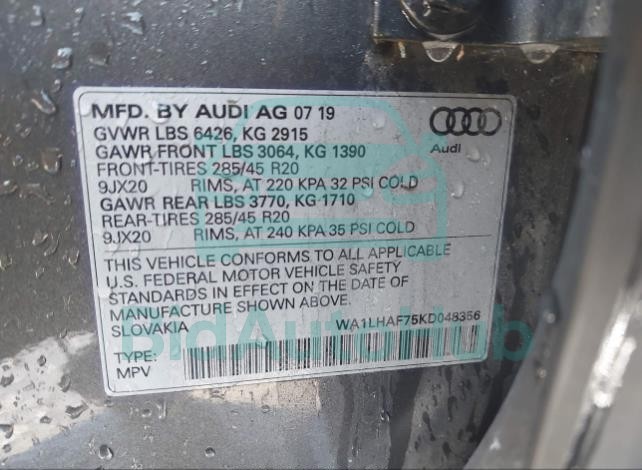 MFD. BY AUDI AG 07 19
GVWR LBS 6426, KG 2915
GAWR FRONT LBS 3064, KG 1390
FRONT-TIRES 285/45 R20
9JX20 RIMS, AT 220 KPA 32 PSI COLD
GAWR REAR LBS 3770, KG 1710
REAR-TIRES 285/45 R20
9JX20 RIMS, AT 240 KPA 35 PSI COLD
Audi
THIS VEHICLE CONFORMS TO ALL APPLICABLE
U.S. FEDERAL MOTOR VEHICLE SAFETY
STANDARDS IN EFFECT ON THE DATE OF
MANUFACTURE SHOWN ABOVE.
SLOVAKIA WA1LHAF75KD048356
TYPE:
MPV
BidAutoHub